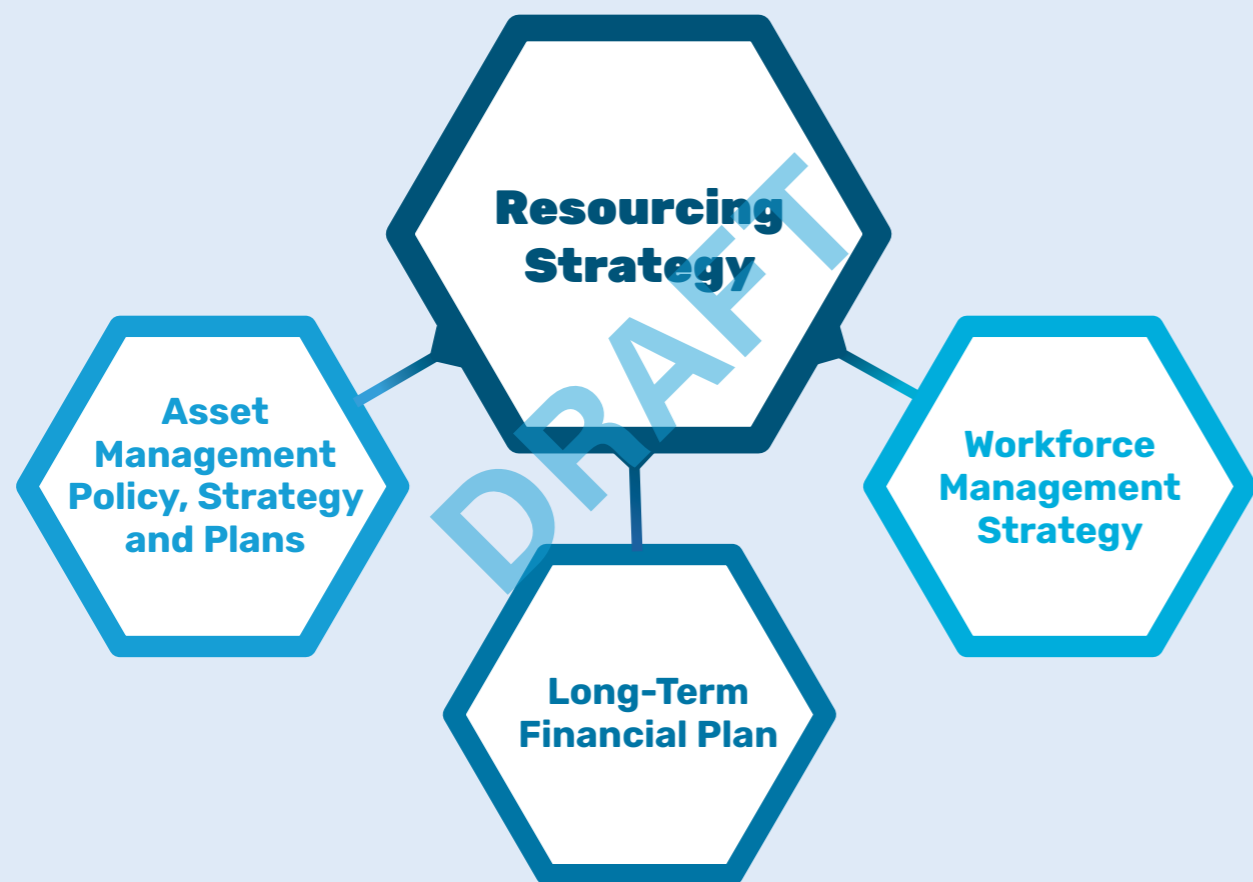 Resourcing
Strategy
Asset
Management
Policy, Strategy
and Plans
Workforce
Management
Strategy
Long-Term
Financial Plan
DRAFT